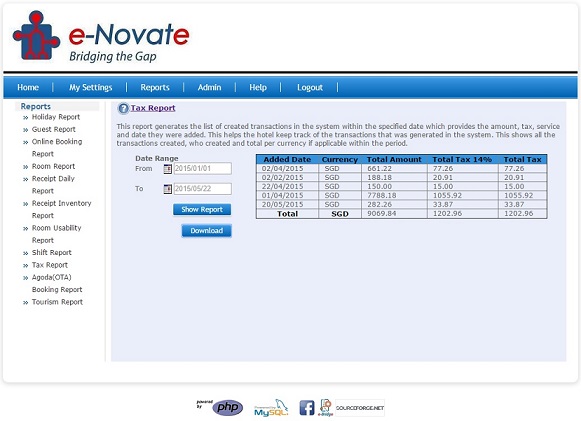 e-Novate
Bridging the Gap
Home My Settings Reports Admin Help Logout
Reports
Holiday Report
Guest Report
Online Booking
Report
Room Report
Receipt Daily
Report
Receipt Inventory
Report
Room Usability
Report
Shift Report
Tax Report
Agoda(OTA)
Booking Report
Tourism Report
Tax Report
This report generates the list of created transactions in the system within the specified date which provides the amount, tax, service
and date they were added. This helps the hotel keep track of the transactions that was generated in the system. This shows all the
transactions created, who created and total per currency if applicable within the period.
Date Range
From 2015/01/01
To 2015/05/22
Show Report
Download
Added Date Currency Total Amount Total Tax 14% Total Tax
02/04/2015 SGD 661.22 77.26 77.26
02/02/2015 SGD 188.18 20.91 20.91
22/04/2015 SGD 150.00 15.00 15.00
01/04/2015 SGD 7788.18 1055.92 1055.92
20/05/2015 SGD 282.26 33.87 33.87
Total SGD 9069.84 1202.96 1202.96
powered
by
php
MySQL
f
e-Bridge
SOURCEFORGE.NET